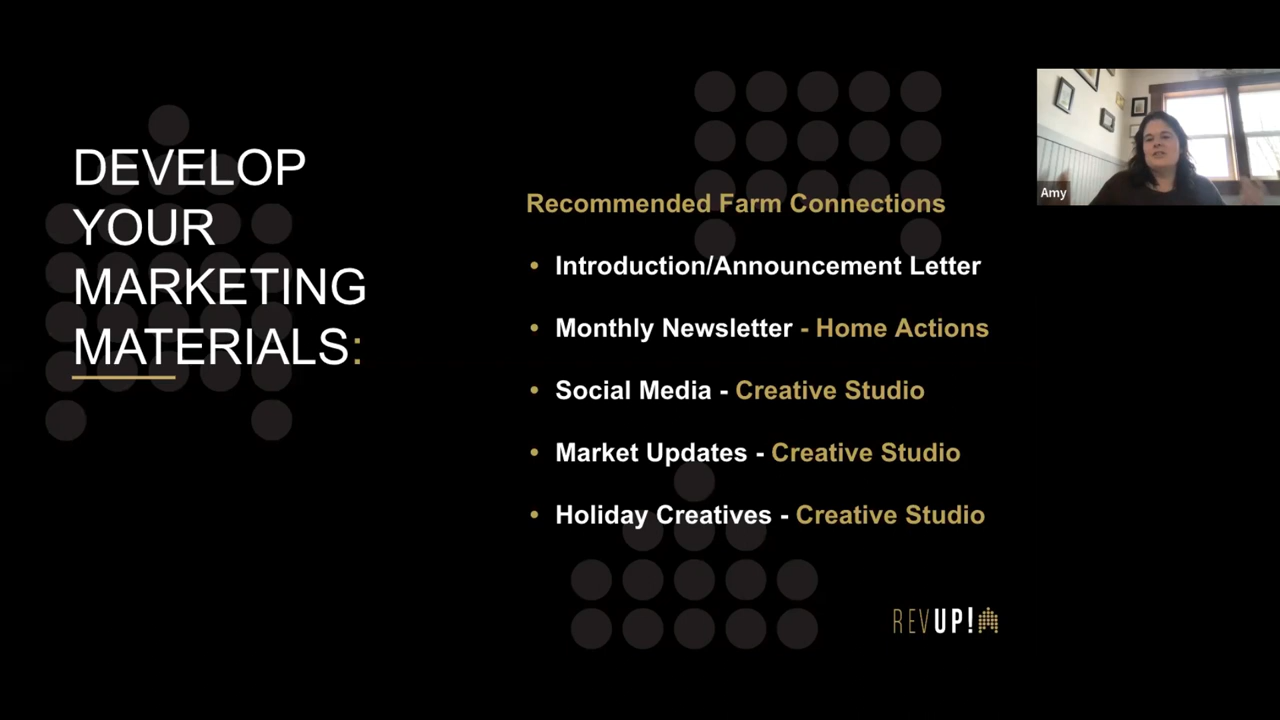 DEVELOP
YOUR
MARKETING
MATERIALS:
Recommended Farm Connections
• Introduction/Announcement Letter
• Monthly Newsletter - Home Actions
• Social Media - Creative Studio
• Market Updates - Creative Studio
• Holiday Creatives - Creative Studio
REVUP!
Amy